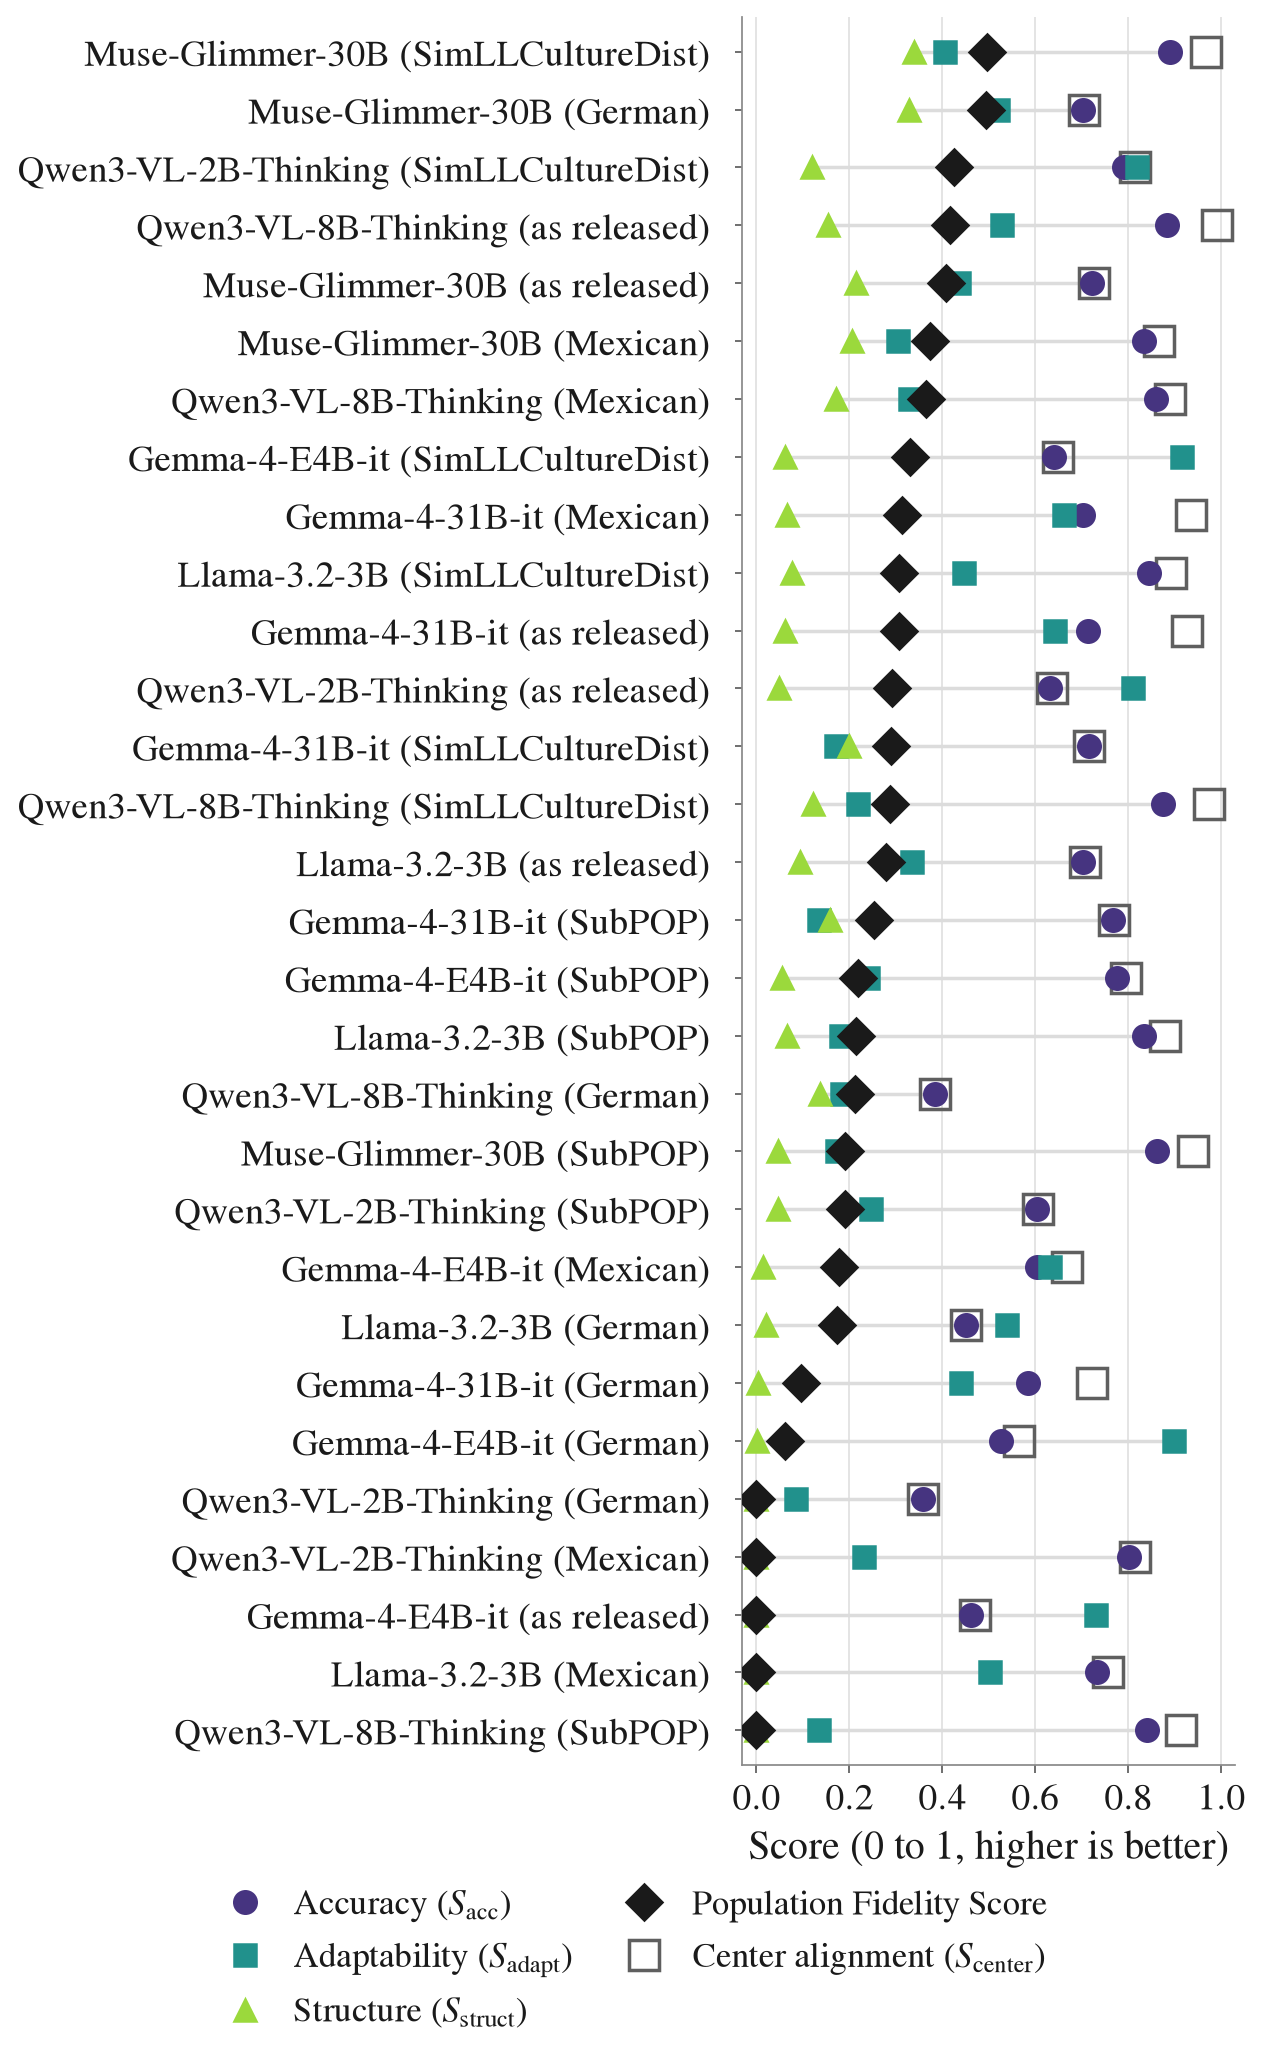 Muse-Glimmer-30B (SimLLCultureDist)
Muse-Glimmer-30B (German)
Qwen3-VL-2B-Thinking (SimLLCultureDist)
Qwen3-VL-8B-Thinking (as released)
Muse-Glimmer-30B (as released)
Muse-Glimmer-30B (Mexican)
Qwen3-VL-8B-Thinking (Mexican)
Gemma-4-E4B-it (SimLLCultureDist)
Gemma-4-31B-it (Mexican)
Llama-3.2-3B (SimLLCultureDist)
Gemma-4-31B-it (as released)
Qwen3-VL-2B-Thinking (as released)
Gemma-4-31B-it (SimLLCultureDist)
Qwen3-VL-8B-Thinking (SimLLCultureDist)
Llama-3.2-3B (as released)
Gemma-4-31B-it (SubPOP)
Gemma-4-E4B-it (SubPOP)
Llama-3.2-3B (SubPOP)
Qwen3-VL-8B-Thinking (German)
Muse-Glimmer-30B (SubPOP)
Qwen3-VL-2B-Thinking (SubPOP)
Gemma-4-E4B-it (Mexican)
Llama-3.2-3B (German)
Gemma-4-31B-it (German)
Gemma-4-E4B-it (German)
Qwen3-VL-2B-Thinking (German)
Qwen3-VL-2B-Thinking (Mexican)
Gemma-4-E4B-it (as released)
Llama-3.2-3B (Mexican)
Qwen3-VL-8B-Thinking (SubPOP)
0.0 0.2 0.4 0.6 0.8 1.0
Score (0 to 1, higher is better)
Accuracy (S_acc)
Adaptability (S_adapt)
Structure (S_struct)
Population Fidelity Score
Center alignment (S_center)